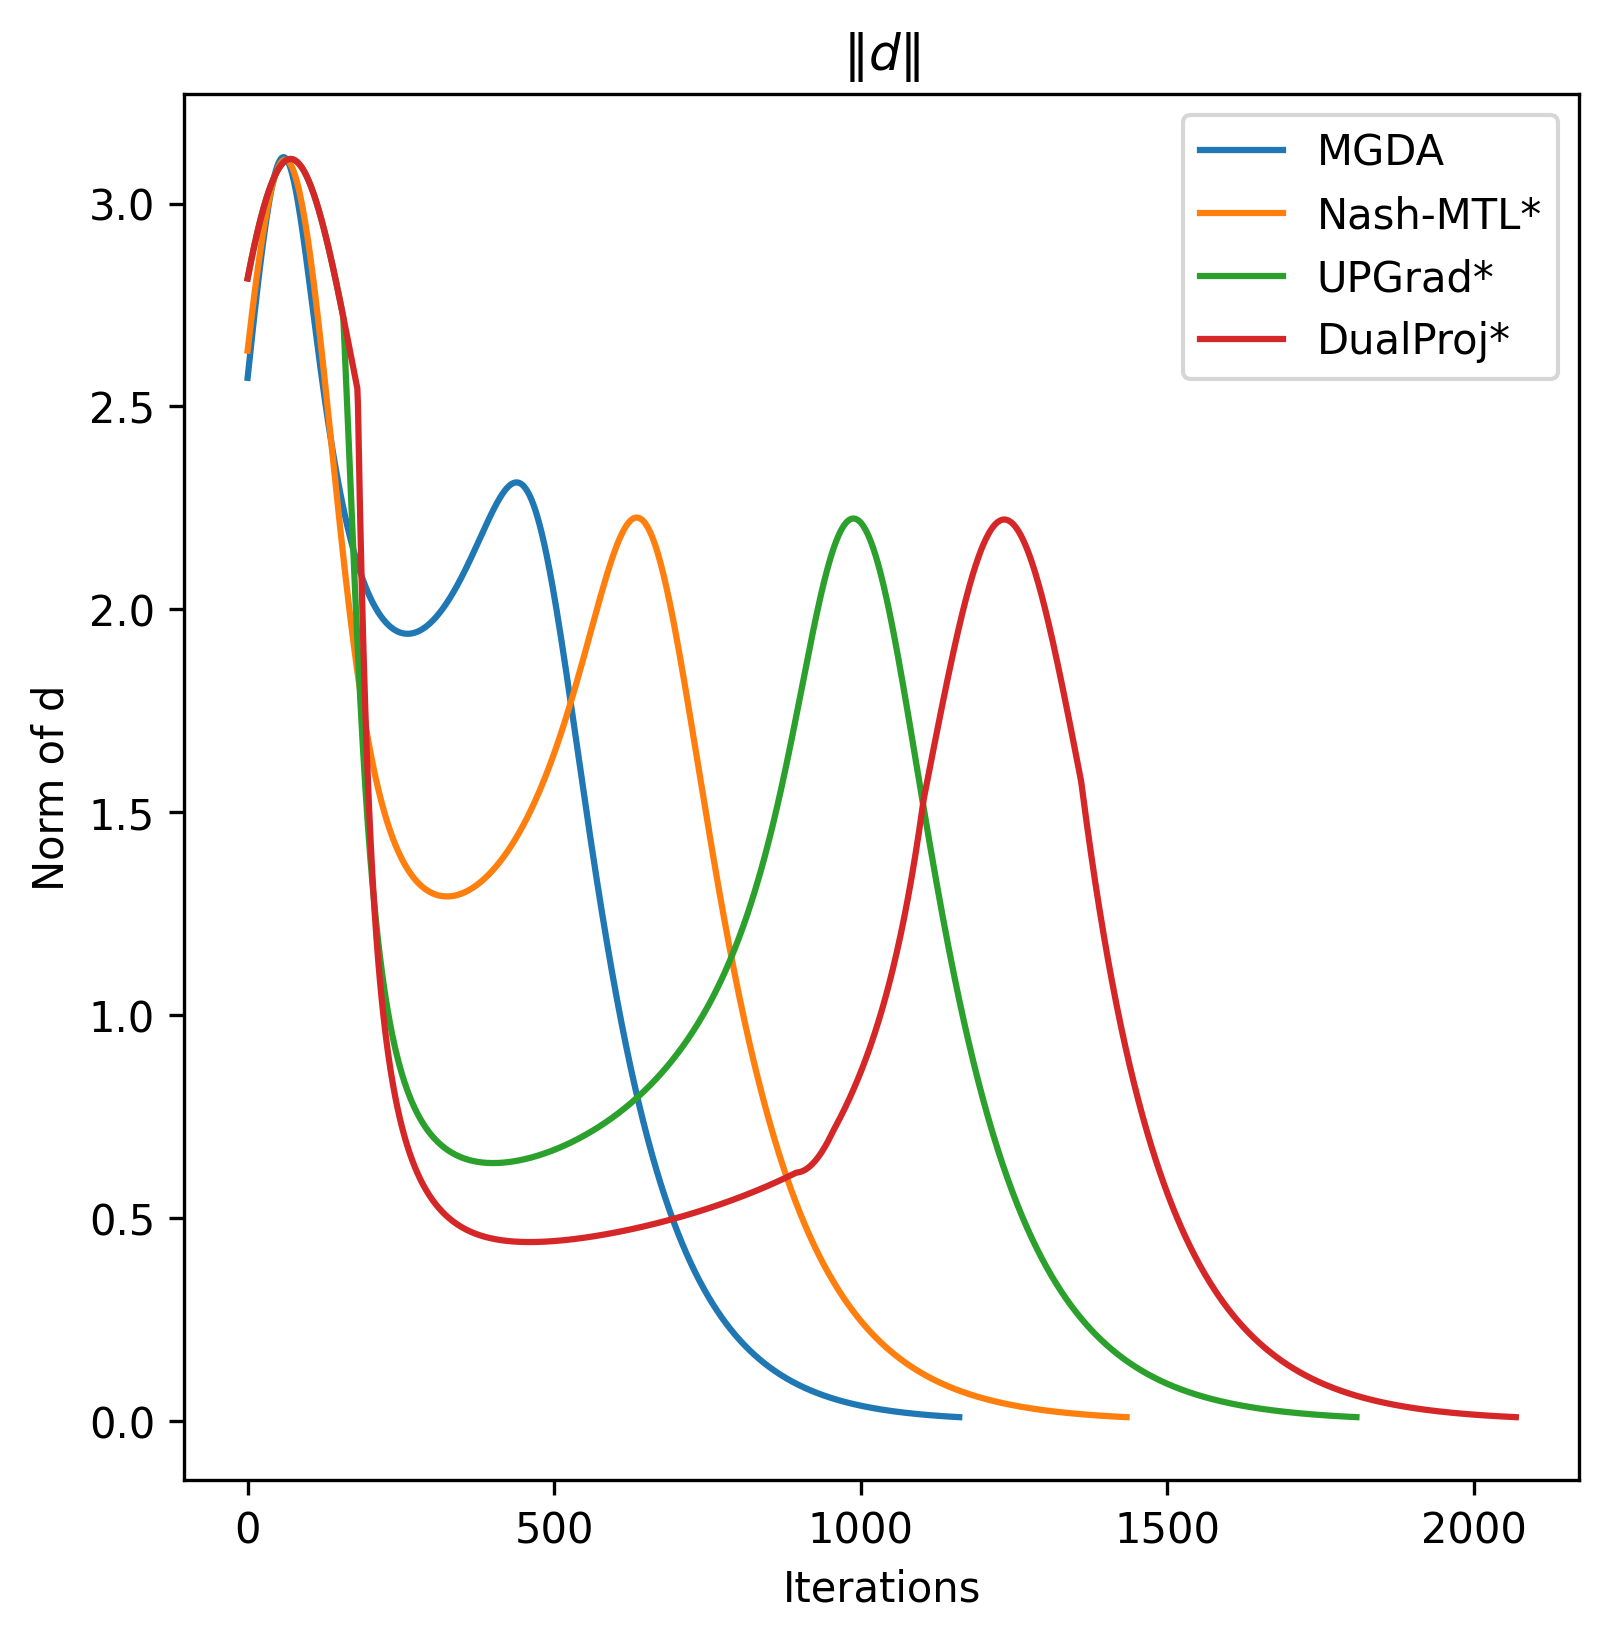 ‖d‖
MGDA
Nash-MTL*
UPGrad*
DualProj*
Norm of d
3.0
2.5
2.0
1.5
1.0
0.5
0.0
0 500 1000 1500 2000
Iterations